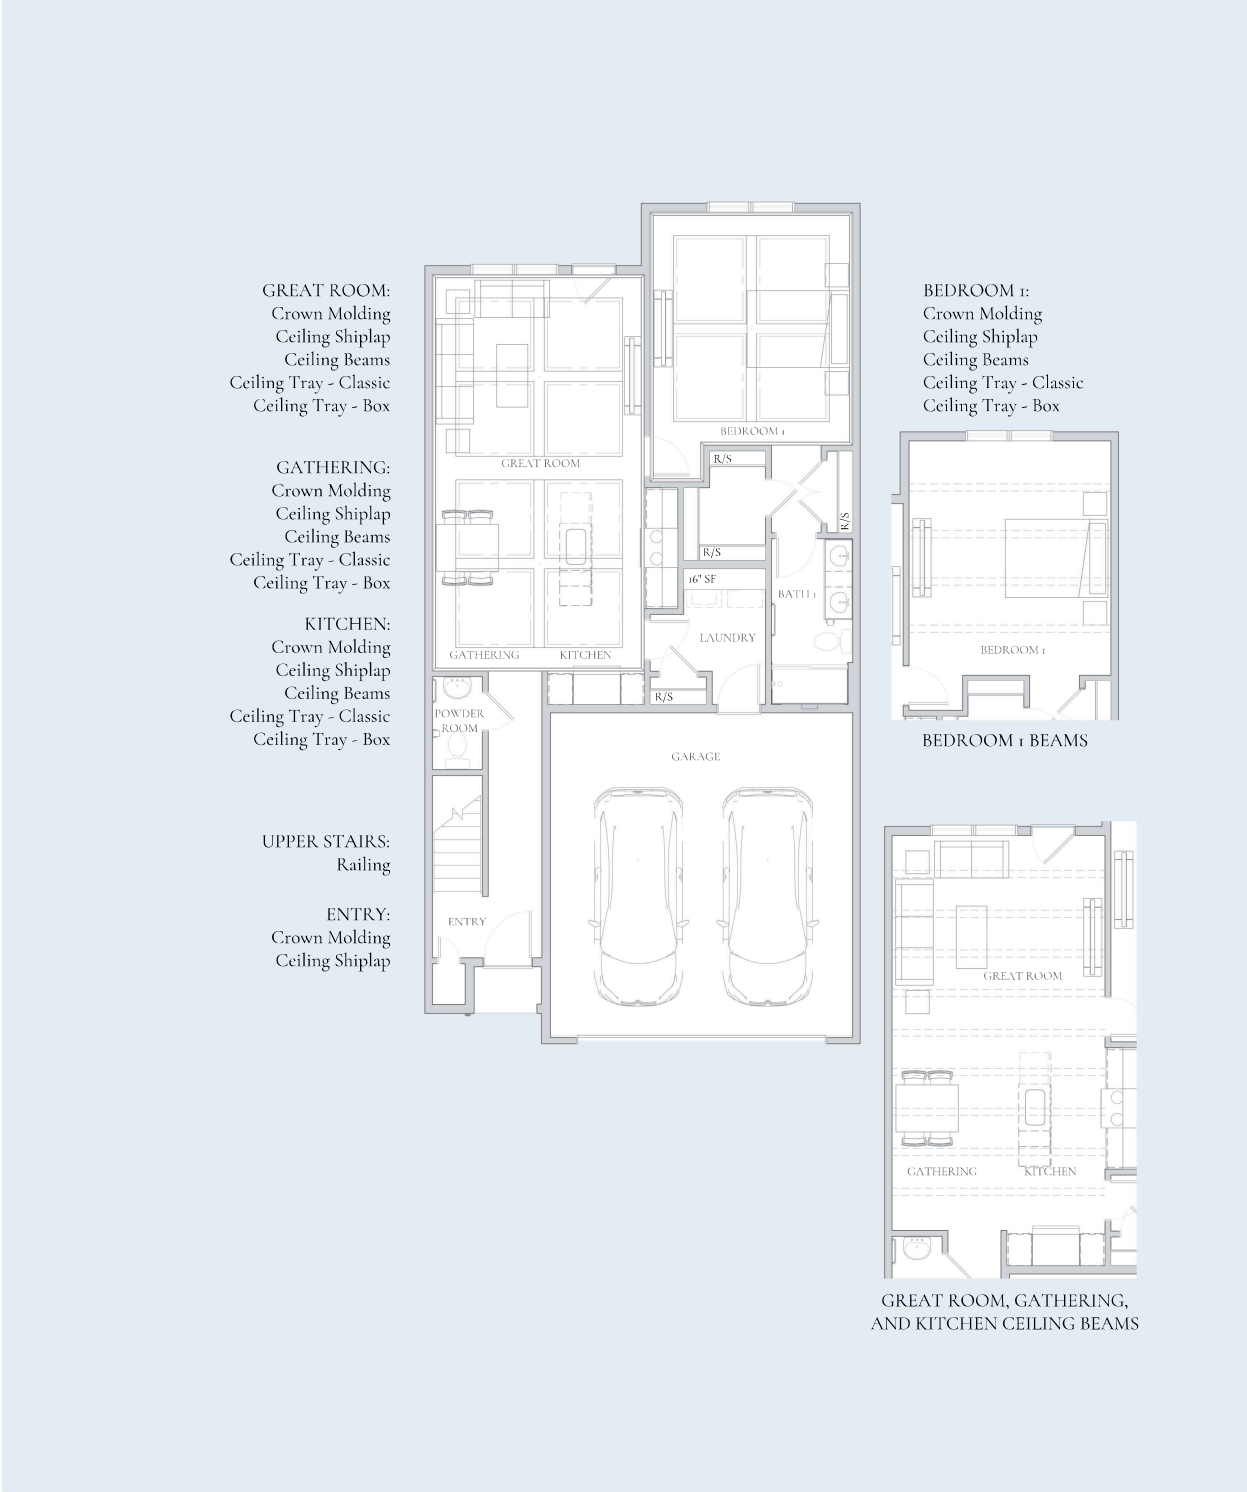 GREAT ROOM:
Crown Molding
Ceiling Shiplap
Ceiling Beams
Ceiling Tray - Classic
Ceiling Tray - Box
GATHERING:
Crown Molding
Ceiling Shiplap
Ceiling Beams
Ceiling Tray - Classic
Ceiling Tray - Box
KITCHEN:
Crown Molding
Ceiling Shiplap
Ceiling Beams
Ceiling Tray - Classic
Ceiling Tray - Box
UPPER STAIRS:
Railing
ENTRY:
Crown Molding
Ceiling Shiplap
BEDROOM 1
GREAT ROOM
R/S
R/S
R/S
16" SF
BATH 1
LAUNDRY
GATHERING
KITCHEN
R/S
POWDER
ROOM
GARAGE
ENTRY
BEDROOM 1:
Crown Molding
Ceiling Shiplap
Ceiling Beams
Ceiling Tray - Classic
Ceiling Tray - Box
BEDROOM 1
BEDROOM 1 BEAMS
GREAT ROOM
GATHERING
KITCHEN
GREAT ROOM, GATHERING,
AND KITCHEN CEILING BEAMS